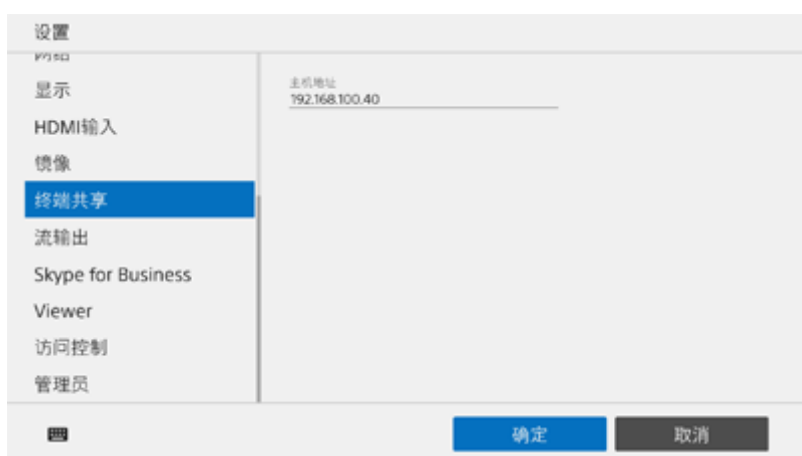 设置
网络
显示
HDMI输入
镜像
终端共享
流输出
Skype for Business
Viewer
访问控制
管理员
主机地址
192.168.100.40
确定
取消